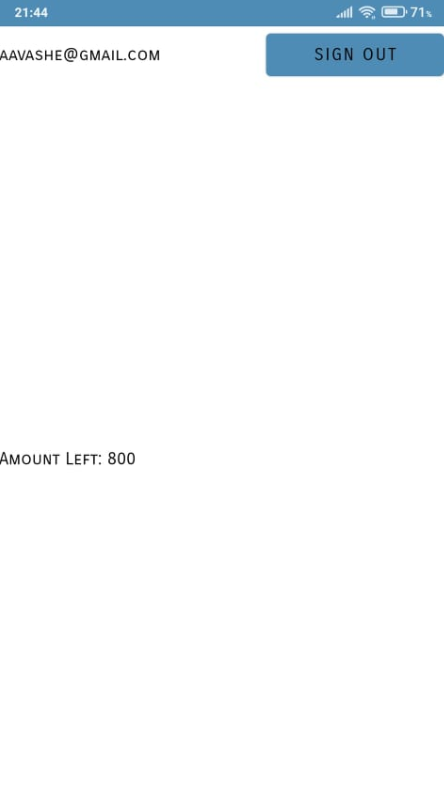 21:44 71%
AAVASHE@GMAIL.COM SIGN OUT
AMOUNT LEFT: 800